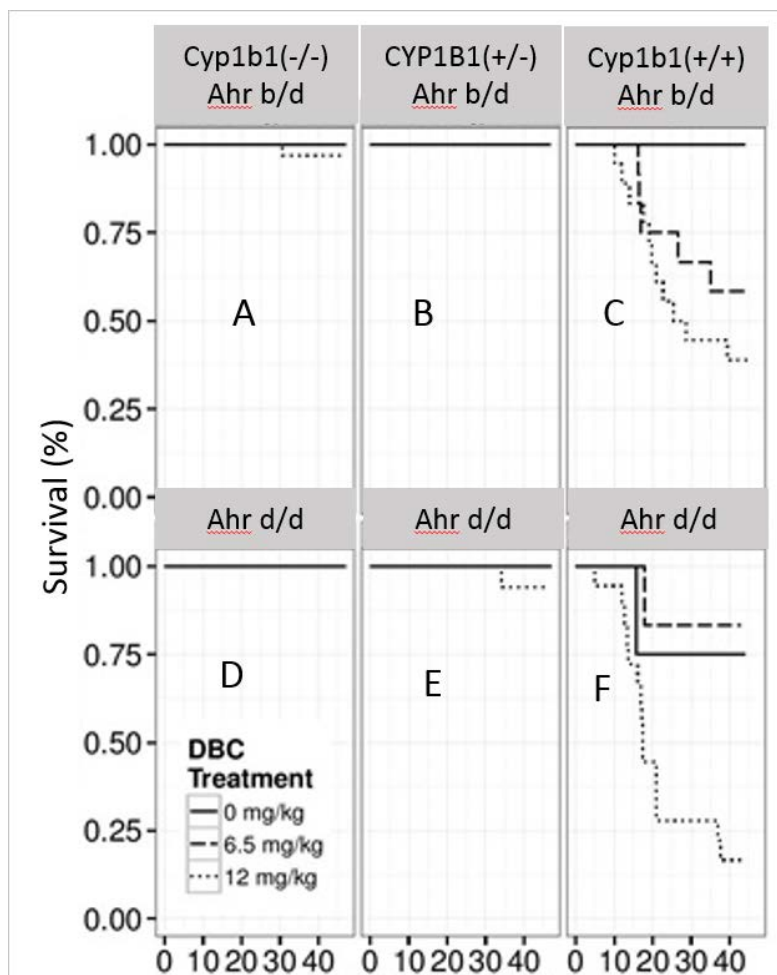 Cyp1b1(-/-)
Ahr b/d
CYP1B1(+/-)
Ahr b/d
Cyp1b1(+/+)
Ahr b/d
Survival (%)
1.00
0.75
0.50
0.25
0.00
A
B
C
Ahr d/d
Ahr d/d
Ahr d/d
1.00
0.75
0.50
0.25
0.00
D
E
F
DBC
Treatment
0 mg/kg
6.5 mg/kg
12 mg/kg
0 10 20 30 40
0 10 20 30 40
0 10 20 30 40